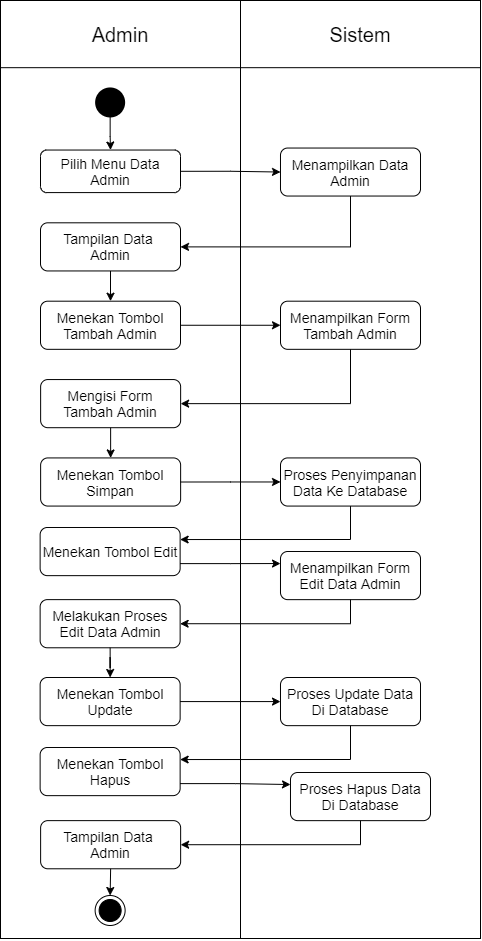 Admin
Sistem
Pilih Menu Data
Admin
Menampilkan Data
Admin
Tampilan Data
Admin
Menekan Tombol
Tambah Admin
Menampilkan Form
Tambah Admin
Mengisi Form
Tambah Admin
Menekan Tombol
Simpan
Proses Penyimpanan
Data Ke Database
Menekan Tombol Edit
Menampilkan Form
Edit Data Admin
Melakukan Proses
Edit Data Admin
Menekan Tombol
Update
Proses Update Data
Di Database
Menekan Tombol
Hapus
Proses Hapus Data
Di Database
Tampilan Data
Admin